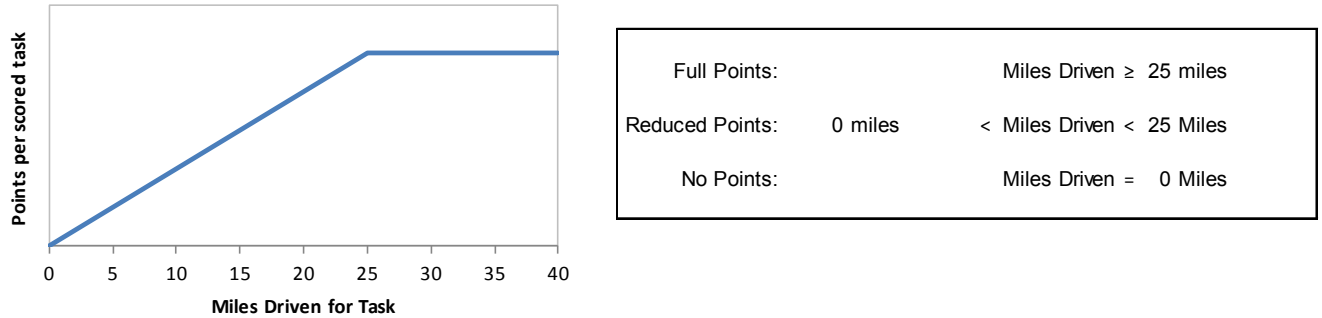 Points per scored task
0 5 10 15 20 25 30 35 40
Miles Driven for Task
Full Points: Miles Driven ≥ 25 miles
Reduced Points: 0 miles < Miles Driven < 25 Miles
No Points: Miles Driven = 0 Miles